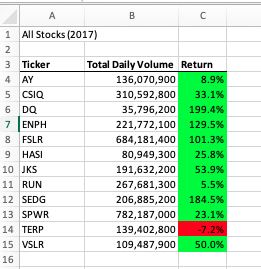 A B C
1 All Stocks (2017)
2
3 Ticker Total Daily Volume Return
4 AY 136,070,900 8.9%
5 CSIQ 310,592,800 33.1%
6 DQ 35,796,200 199.4%
7 ENPH 221,772,100 129.5%
8 FSLR 684,181,400 101.3%
9 HASI 80,949,300 25.8%
10 JKS 191,632,200 53.9%
11 RUN 267,681,300 5.5%
12 SEDG 206,885,200 184.5%
13 SPWR 782,187,000 23.1%
14 TERP 139,402,800 -7.2%
15 VSLR 109,487,900 50.0%
16